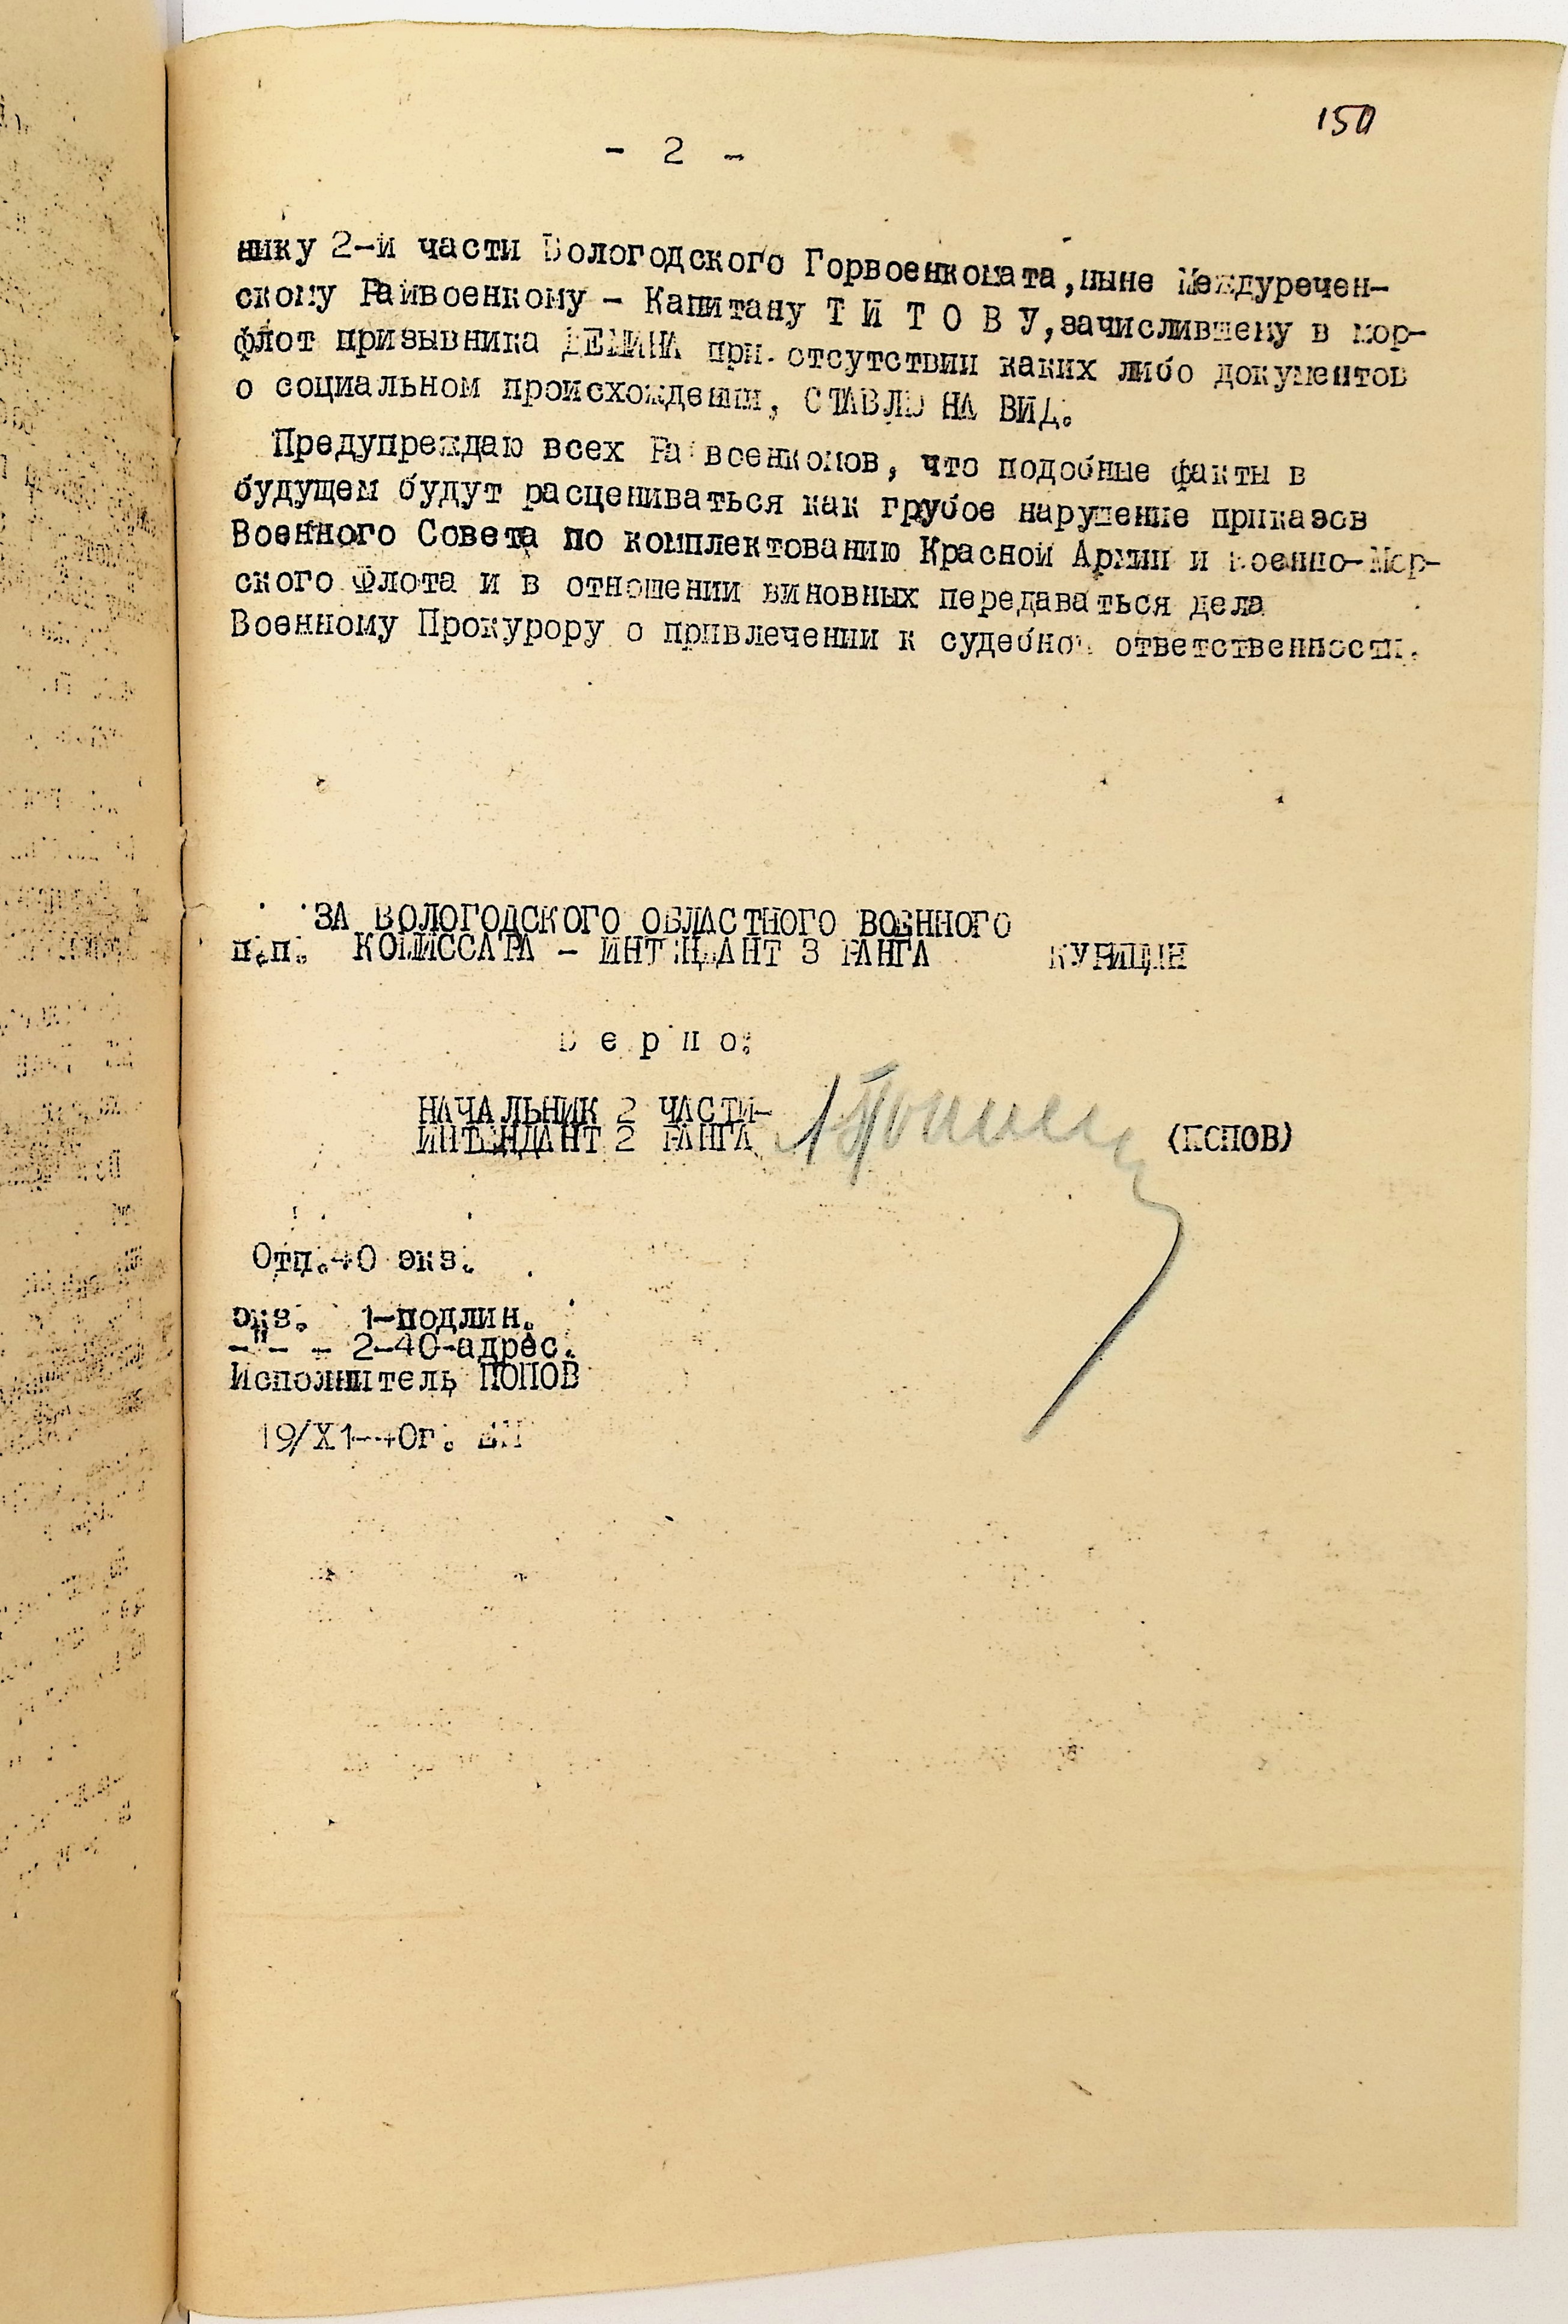 150
- 2 -
нику 2-й части Вологодского Горвоенкомата, ныне Междуречен-
скому Райвоенкому - Капитану Т И Т О В У, зачислившему в мор-
флот призывника ДЕМИНА при отсутствии каких либо документов
о социальном происхождении, СТАВЛЮ НА ВИД.
Предупреждаю всех Райвоенкомов, что подобные факты в
будущем будут расцениваться как грубое нарушение приказов
Военного Совета по комплектованию Красной Армии и Военно-Мор-
ского Флота и в отношении виновных передаваться дела
Военному Прокурору о привлечении к судебной ответственности.
ЗА ВОЛОГОДСКОГО ОБЛАСТНОГО ВОЕННОГО
п.п. КОМИССАРА - ИНТЕНДАНТ 3 РАНГА КУРИЦЫН
В е р н о:
НАЧАЛЬНИК 2 ЧАСТИ-
ИНТЕНДАНТ 2 РАНГА (ПОПОВ)
Отп. 40 экз.
экз. 1-подлин.
-"- - 2-40-адрес.
Исполнитель ПОПОВ
19/X1-40г.